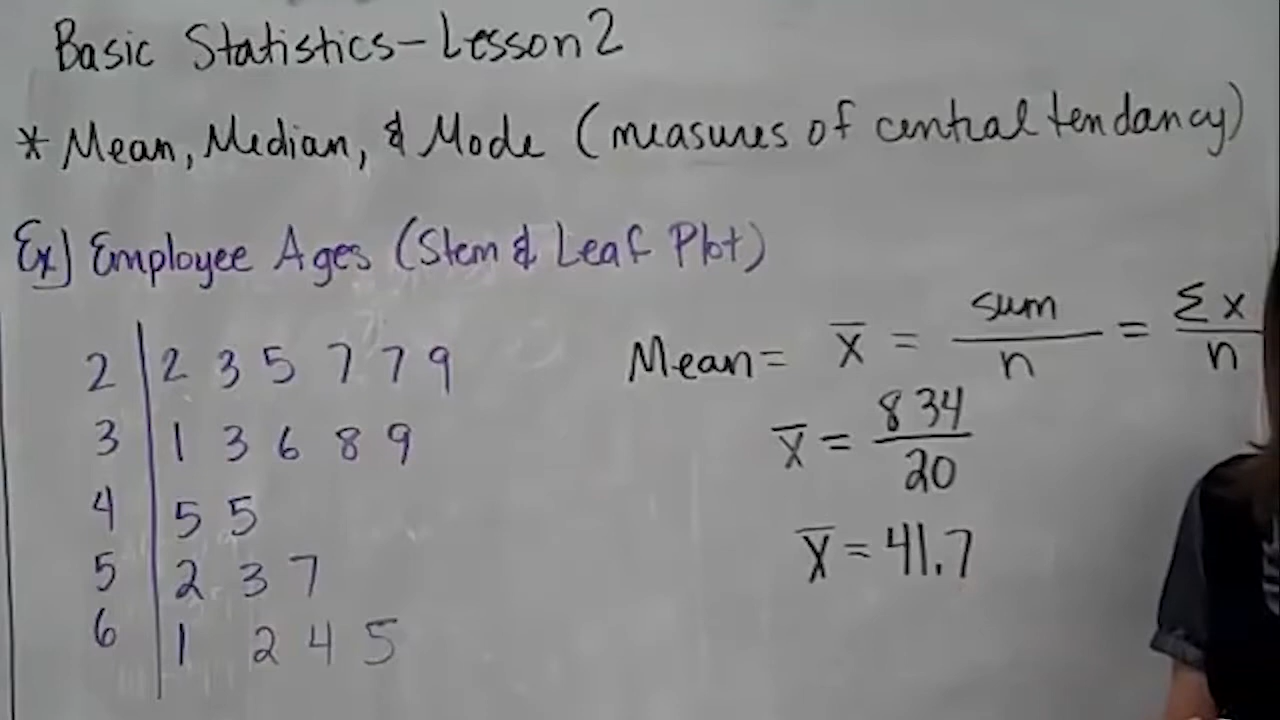 Basic Statistics - Lesson 2
* Mean, Median, & Mode (measures of central tendancy)
Ex] Employee Ages (Stem & Leaf Plot)
2 | 2 3 5 7 7 9
3 | 1 3 6 8 9
4 | 5 5
5 | 2 3 7
6 | 1 2 4 5
Mean = x̄ = sum/n = Σx/n
x̄ = 834/20
x̄ = 41.7